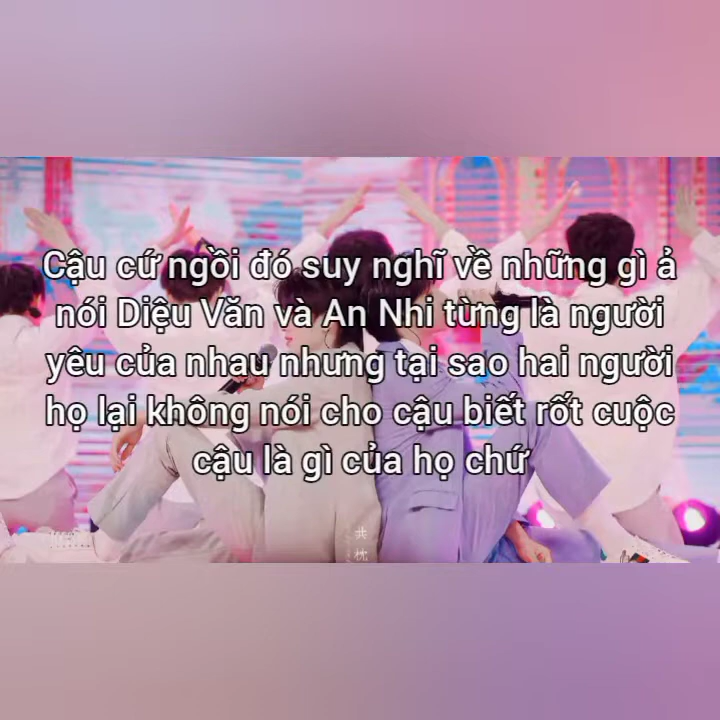 Cậu cứ ngồi đó suy nghĩ về những gì ả
nói Diệu Văn và An Nhi từng là người
yêu của nhau nhưng tại sao hai người
họ lại không nói cho cậu biết rốt cuộc
cậu là gì của họ chứ
共
枕